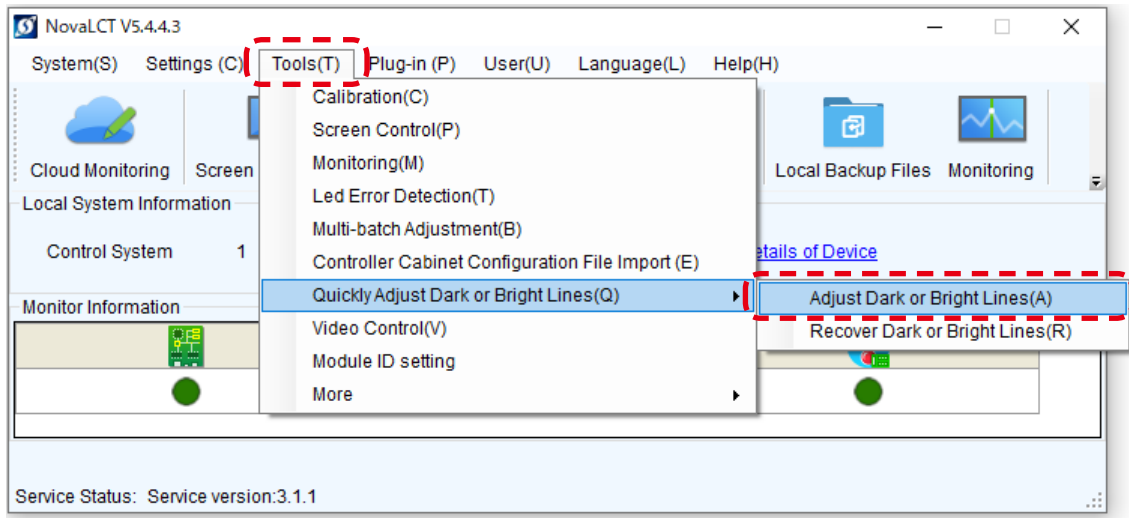 NovaLCT V5.4.4.3
System(S) Settings (C) Tools(T) Plug-in (P) User(U) Language(L) Help(H)
Calibration(C)
Screen Control(P)
Monitoring(M)
Led Error Detection(T)
Multi-batch Adjustment(B)
Controller Cabinet Configuration File Import (E)
Quickly Adjust Dark or Bright Lines(Q)
Video Control(V)
Module ID setting
More
Adjust Dark or Bright Lines(A)
Recover Dark or Bright Lines(R)
Cloud Monitoring Screen Local Backup Files Monitoring
Local System Information
Control System 1 etails of Device
Monitor Information
Service Status: Service version:3.1.1